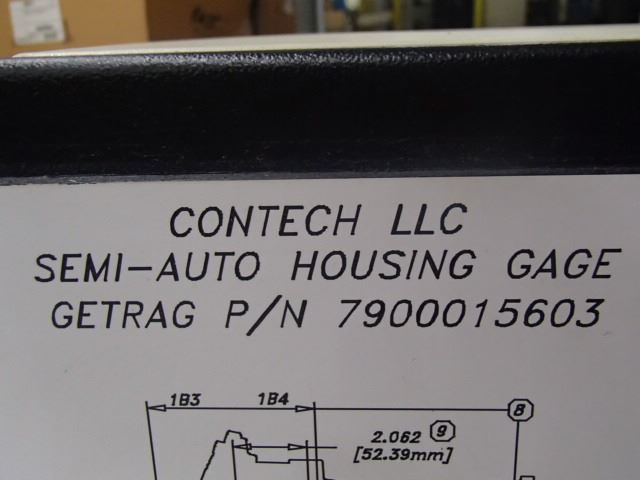 CONTECH LLC
SEMI-AUTO HOUSING GAGE
GETRAG P/N 7900015603
1B3 1B4 8
2.062 9
[52.39mm]